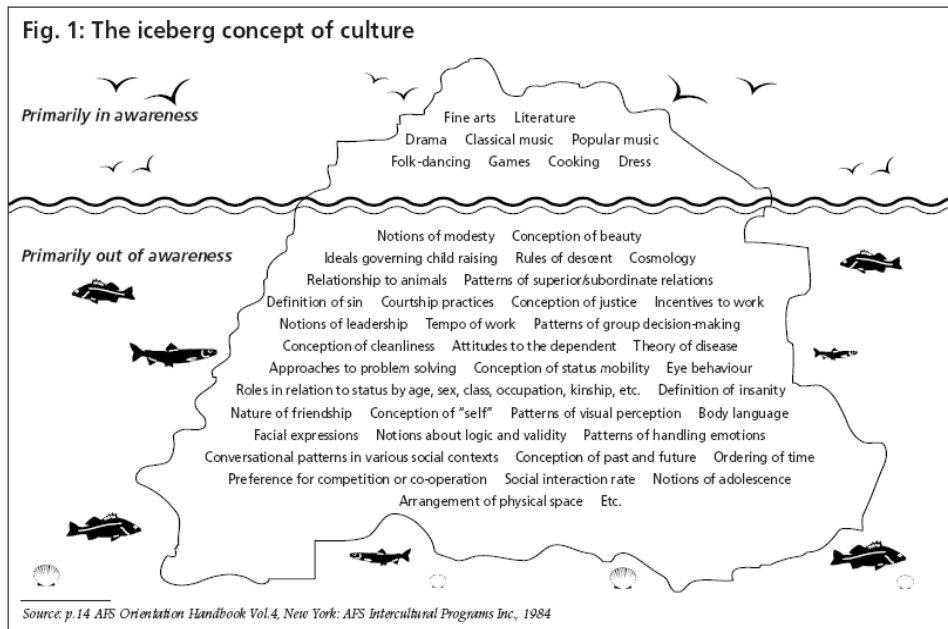 Fig. 1: The iceberg concept of culture
Primarily in awareness
Fine arts Literature
Drama Classical music Popular music
Folk-dancing Games Cooking Dress
Primarily out of awareness
Notions of modesty Conception of beauty
Ideals governing child raising Rules of descent Cosmology
Relationship to animals Patterns of superior/subordinate relations
Definition of sin Courtship practices Conception of justice Incentives to work
Notions of leadership Tempo of work Patterns of group decision-making
Conception of cleanliness Attitudes to the dependent Theory of disease
Approaches to problem solving Conception of status mobility Eye behaviour
Roles in relation to status by age, sex, class, occupation, kinship, etc. Definition of insanity
Nature of friendship Conception of "self" Patterns of visual perception Body language
Facial expressions Notions about logic and validity Patterns of handling emotions
Conversational patterns in various social contexts Conception of past and future Ordering of time
Preference for competition or co-operation Social interaction rate Notions of adolescence
Arrangement of physical space Etc.
Source: p.14 AFS Orientation Handbook Vol.4, New York: AFS Intercultural Programs Inc., 1984